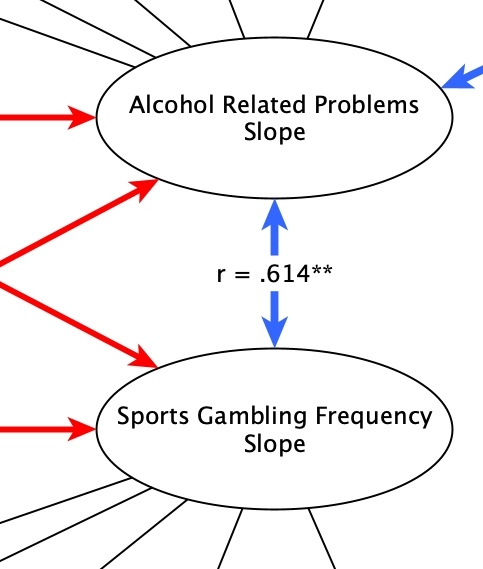 Alcohol Related Problems
Slope
r = .614**
Sports Gambling Frequency
Slope